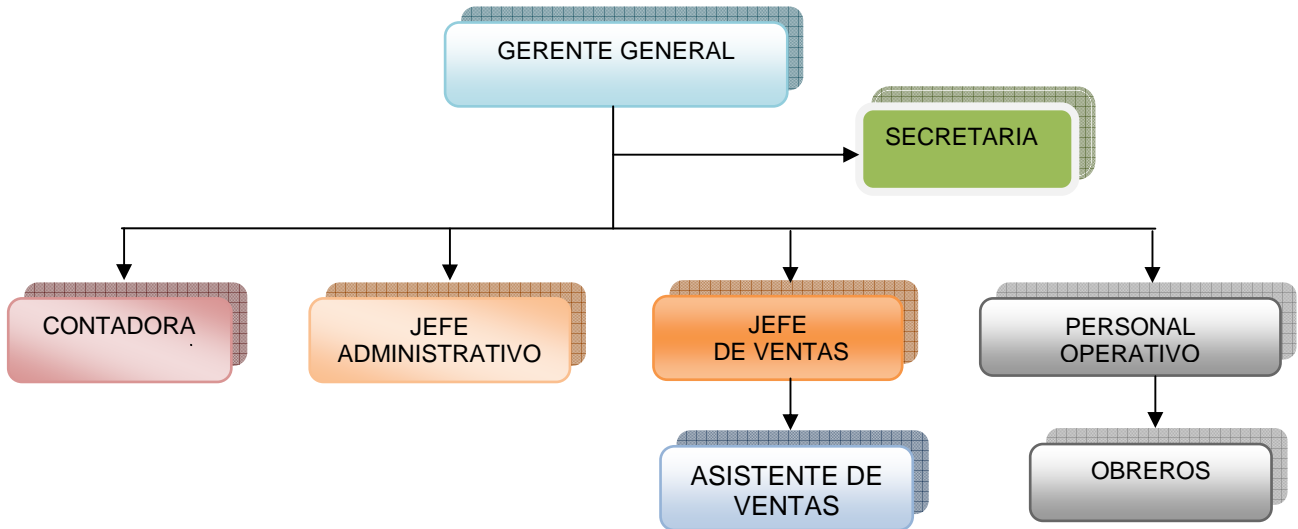 GERENTE GENERAL
SECRETARIA
CONTADORA
.
JEFE
ADMINISTRATIVO
JEFE
DE VENTAS
PERSONAL
OPERATIVO
ASISTENTE DE
VENTAS
OBREROS